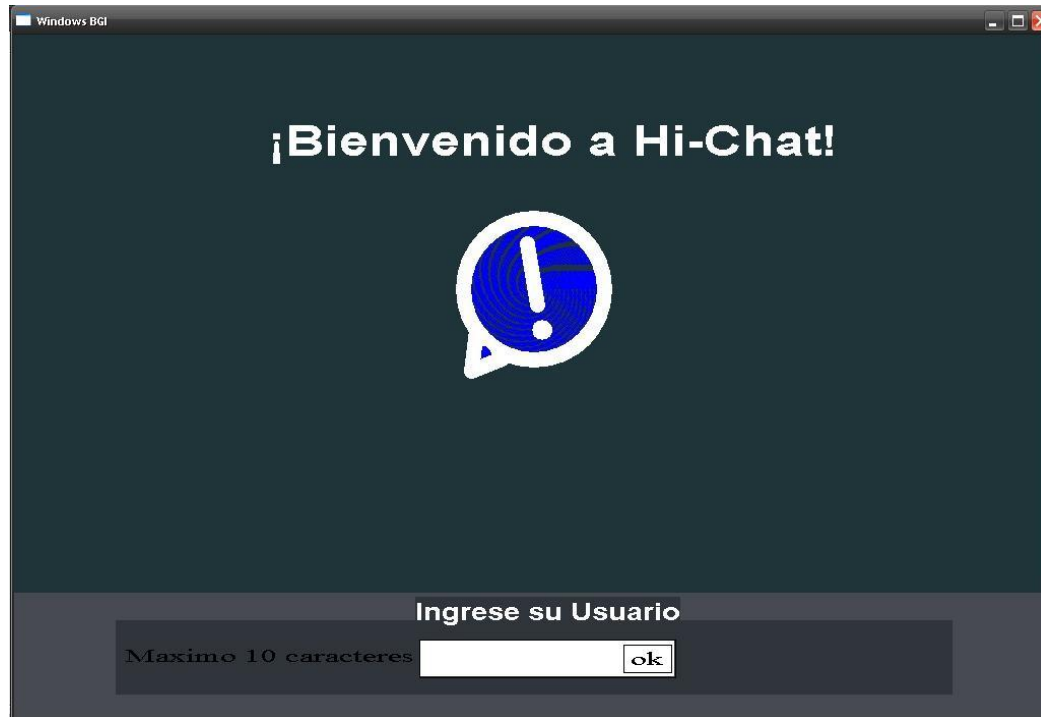 Windows BGI
¡Bienvenido a Hi-Chat!
Ingrese su Usuario
Maximo 10 caracteres
ok